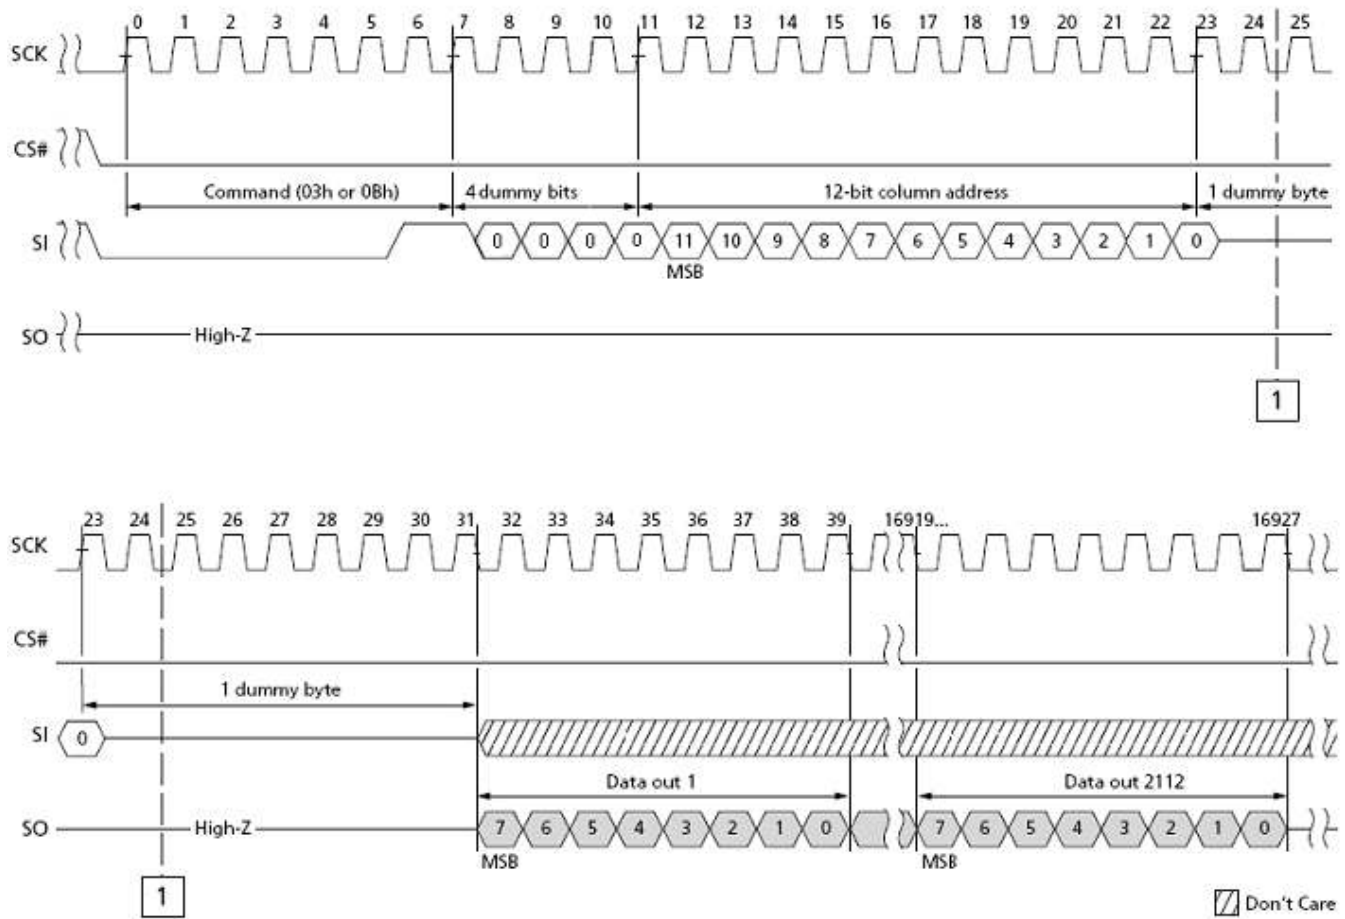 0 1 2 3 4 5 6 7 8 9 10 11 12 13 14 15 16 17 18 19 20 21 22 23 24 25
SCK
CS#
Command (03h or 0Bh) 4 dummy bits 12-bit column address 1 dummy byte
SI 0 0 0 0 11 10 9 8 7 6 5 4 3 2 1 0
MSB
SO High-Z
1
23 24 25 26 27 28 29 30 31 32 33 34 35 36 37 38 39 16919... 16927
SCK
CS#
1 dummy byte
SI 0
Data out 1 Data out 2112
SO High-Z 7 6 5 4 3 2 1 0 7 6 5 4 3 2 1 0
MSB MSB
1
Don't Care